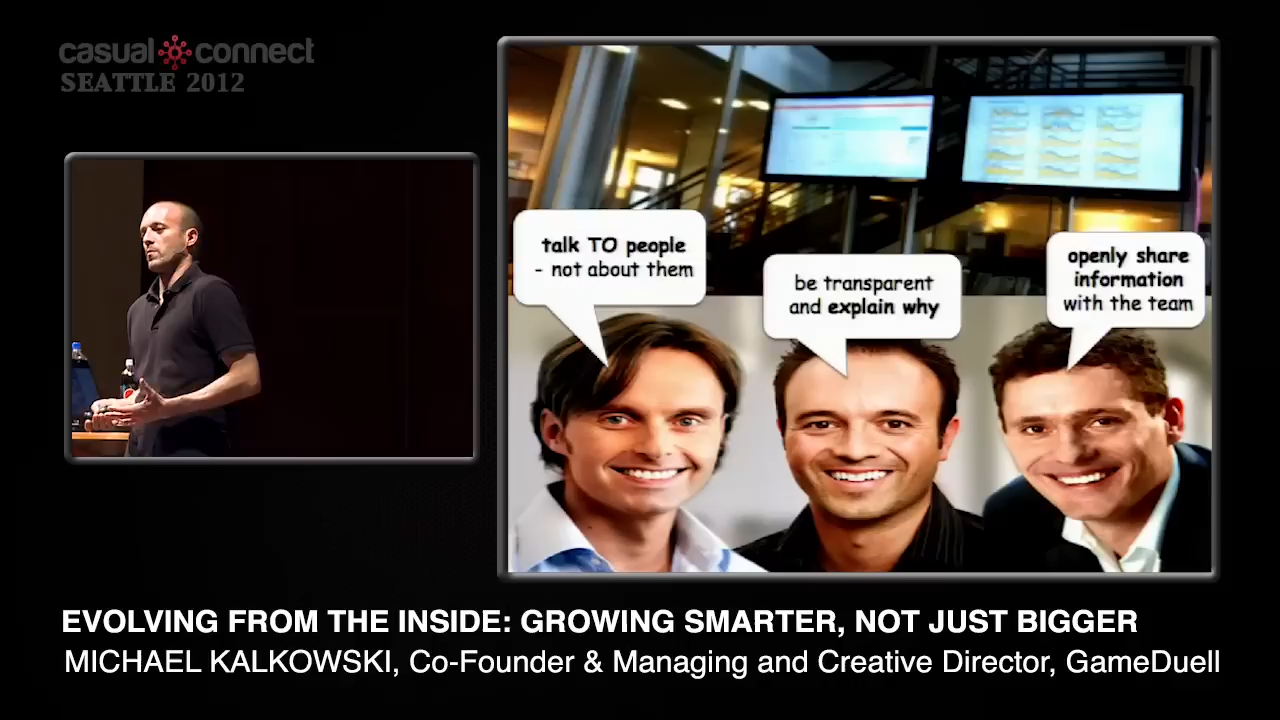 casual connect
SEATTLE 2012
talk TO people
- not about them
be transparent
and explain why
openly share
information
with the team
EVOLVING FROM THE INSIDE: GROWING SMARTER, NOT JUST BIGGER
MICHAEL KALKOWSKI, Co-Founder & Managing and Creative Director, GameDuell